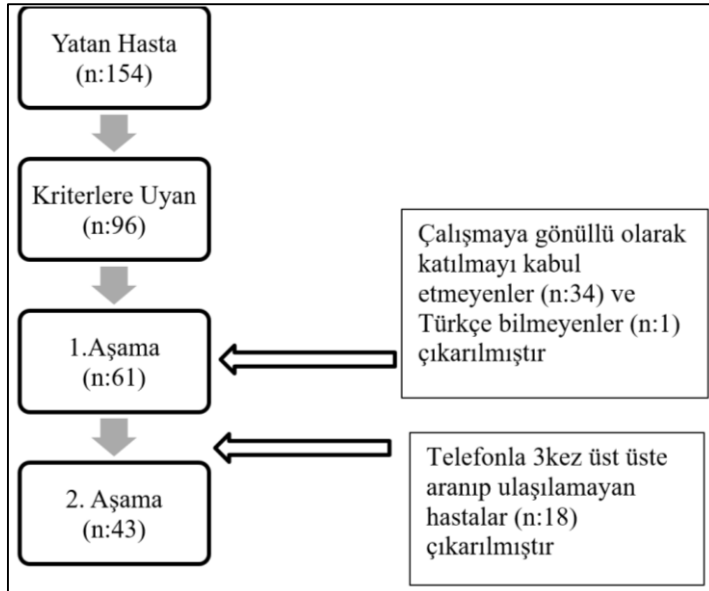 Yatan Hasta
(n:154)
Kriterlere Uyan
(n:96)
1.Aşama
(n:61)
Çalışmaya gönüllü olarak
katılmayı kabul
etmeyenler (n:34) ve
Türkçe bilmeyenler (n:1)
çıkarılmıştır
2. Aşama
(n:43)
Telefonla 3kez üst üste
aranıp ulaşılamayan
hastalar (n:18)
çıkarılmıştır